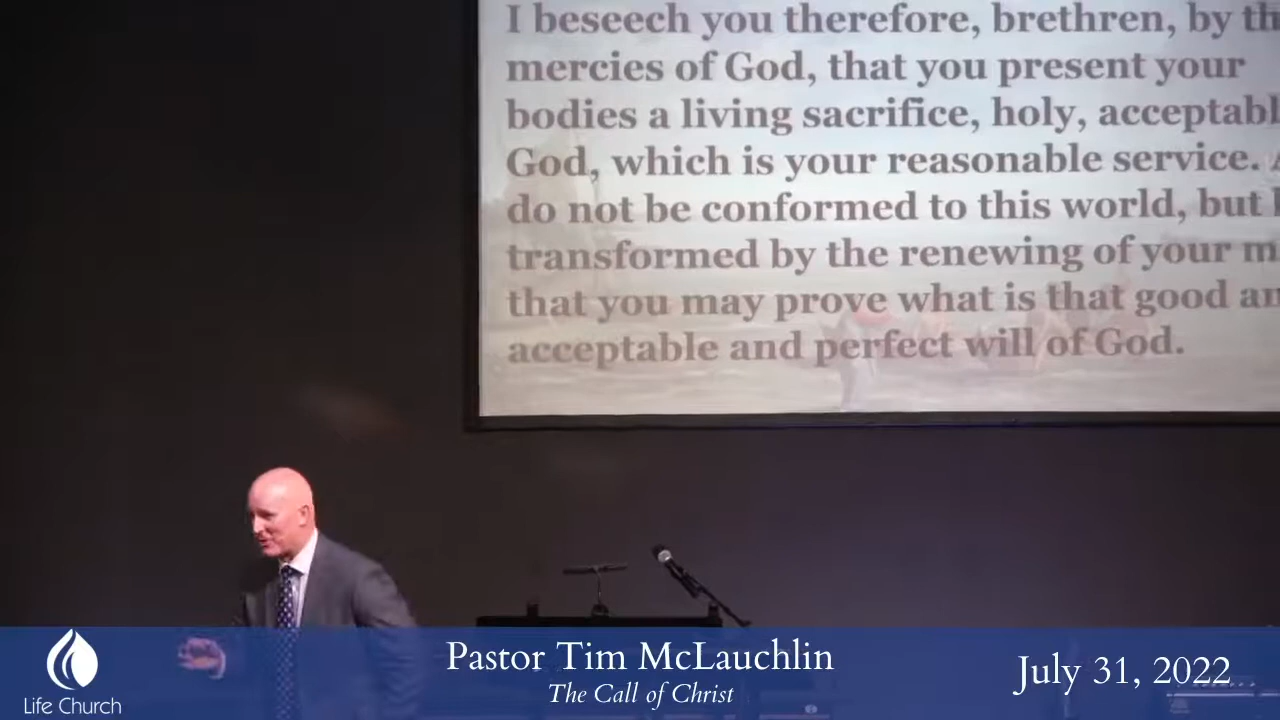 I beseech you therefore, brethren, by th
mercies of God, that you present your
bodies a living sacrifice, holy, acceptabl
God, which is your reasonable service.
do not be conformed to this world, but
transformed by the renewing of your m
that you may prove what is that good an
acceptable and perfect will of God.
Pastor Tim McLauchlin
The Call of Christ
July 31, 2022
Life Church